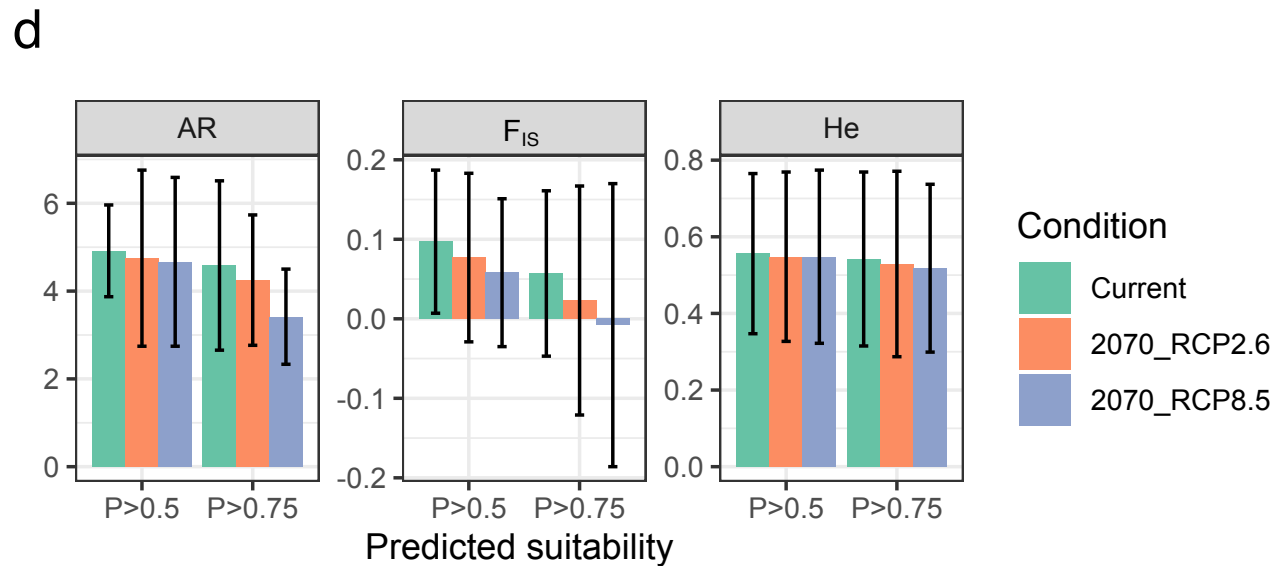 d
AR
F_IS
He
6
4
2
0
0.2
0.1
0.0
-0.1
-0.2
0.8
0.6
0.4
0.2
0.0
P>0.5 P>0.75
P>0.5 P>0.75
P>0.5 P>0.75
Predicted suitability
Condition
Current
2070_RCP2.6
2070_RCP8.5